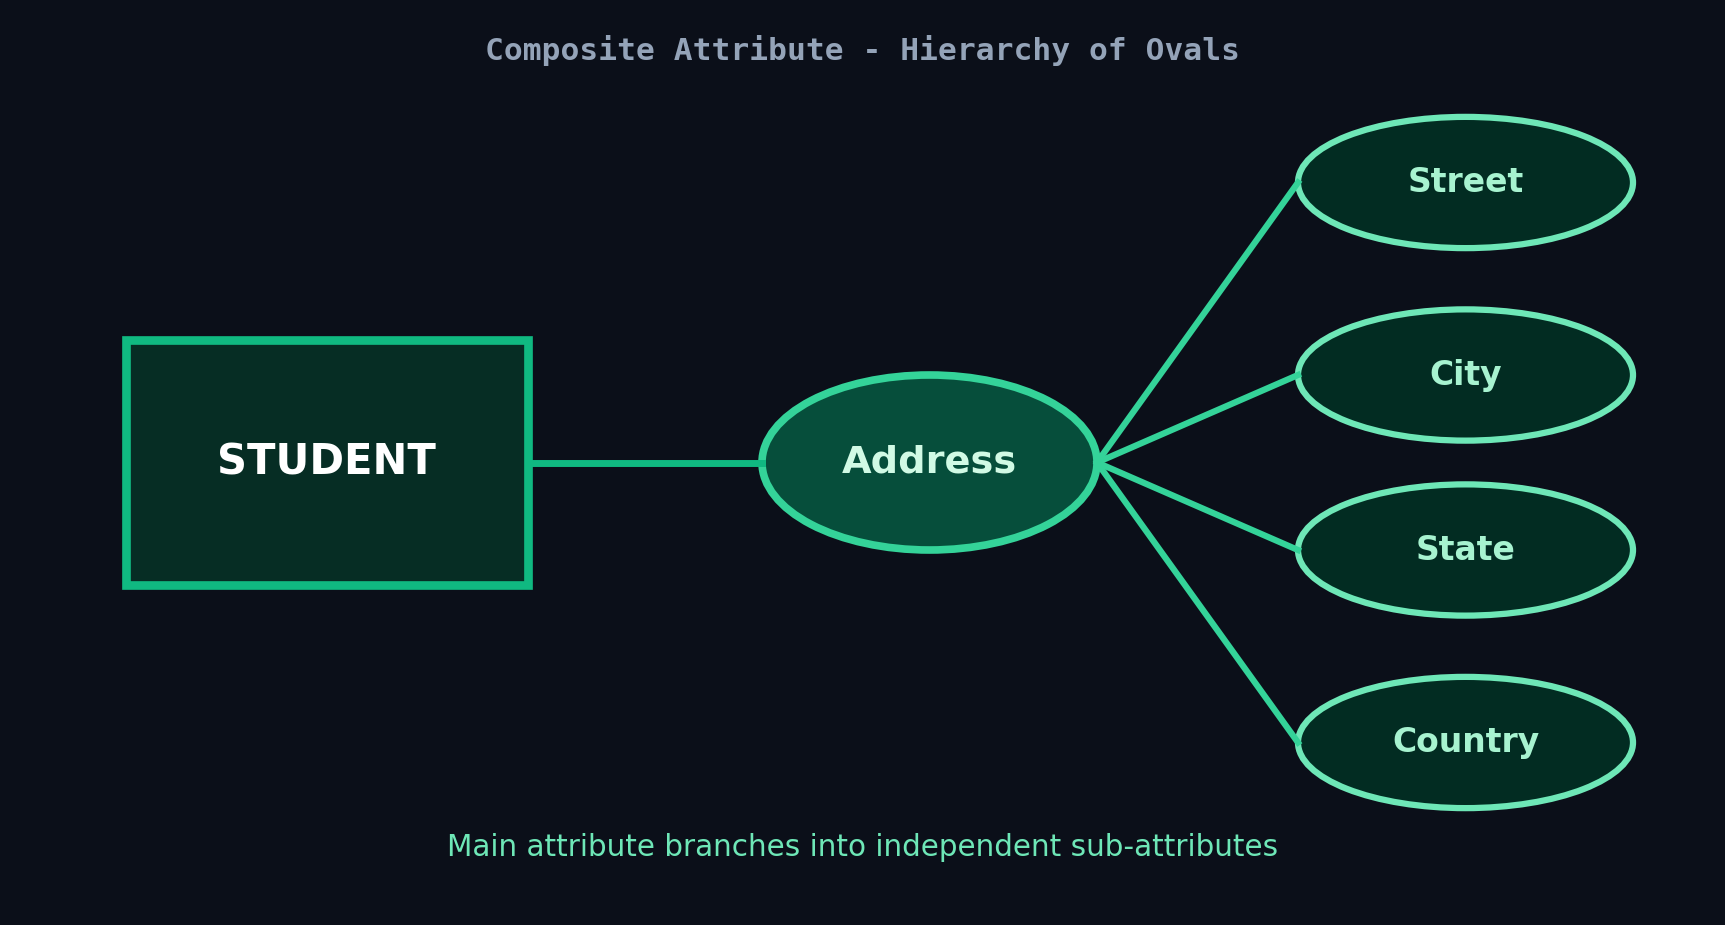 Composite Attribute - Hierarchy of Ovals
STUDENT
Address
Street
City
State
Country
Main attribute branches into independent sub-attributes